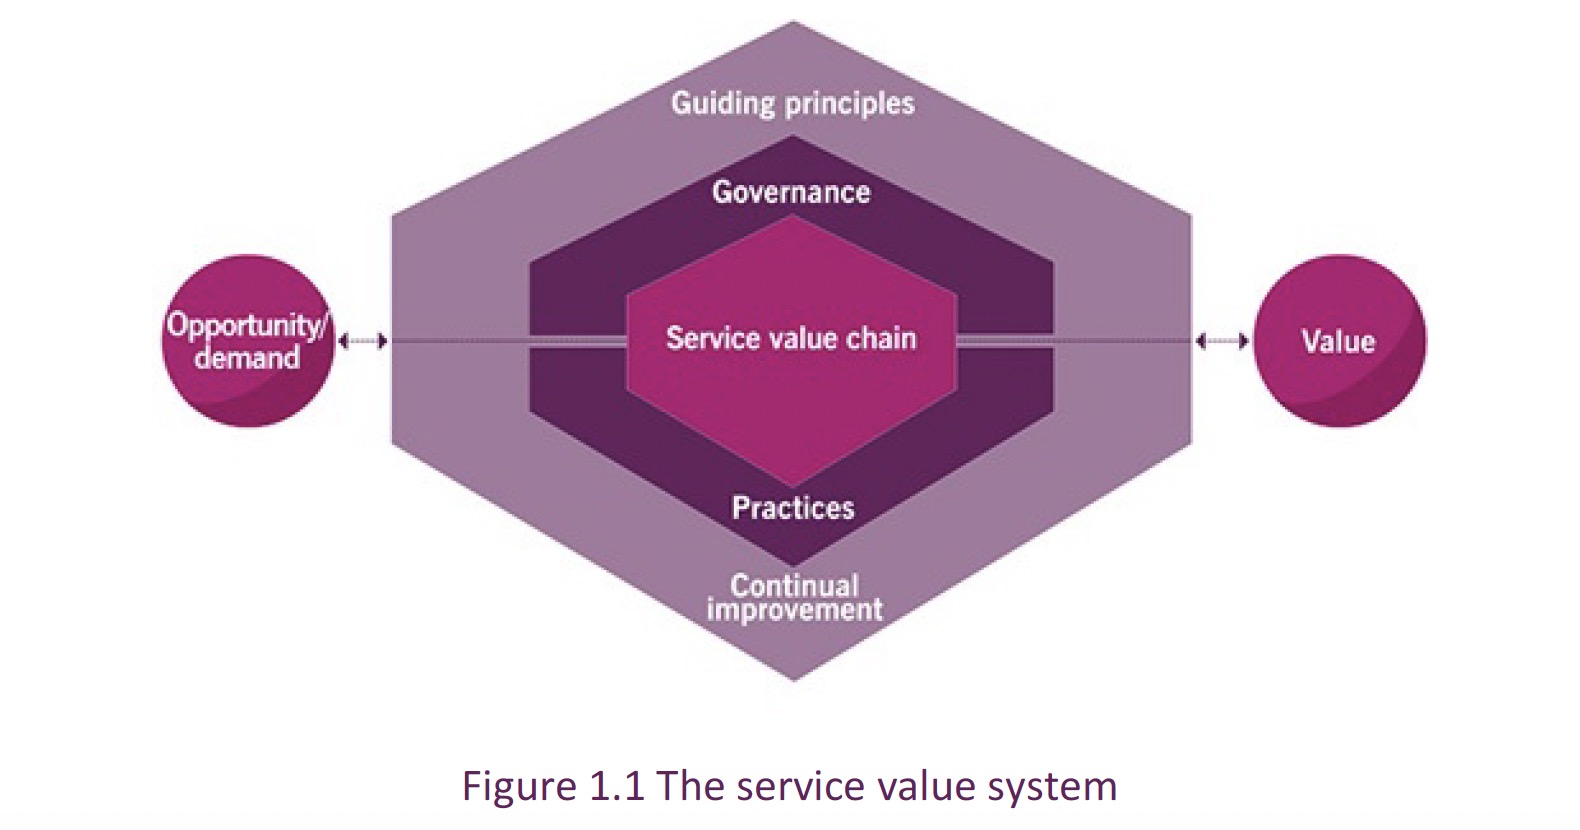 Guiding principles
Governance
Opportunity/
demand
Service value chain
Value
Practices
Continual
improvement
Figure 1.1 The service value system